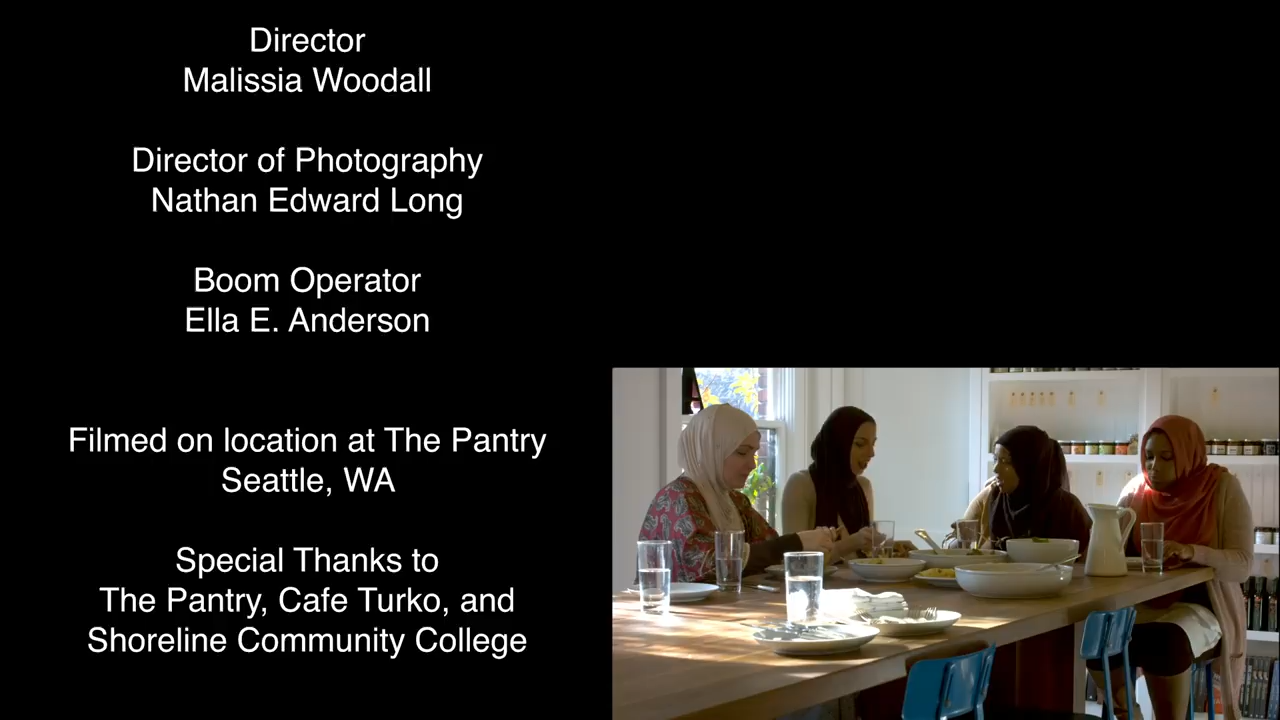 Director
Malissia Woodall
Director of Photography
Nathan Edward Long
Boom Operator
Ella E. Anderson
Filmed on location at The Pantry
Seattle, WA
Special Thanks to
The Pantry, Cafe Turko, and
Shoreline Community College